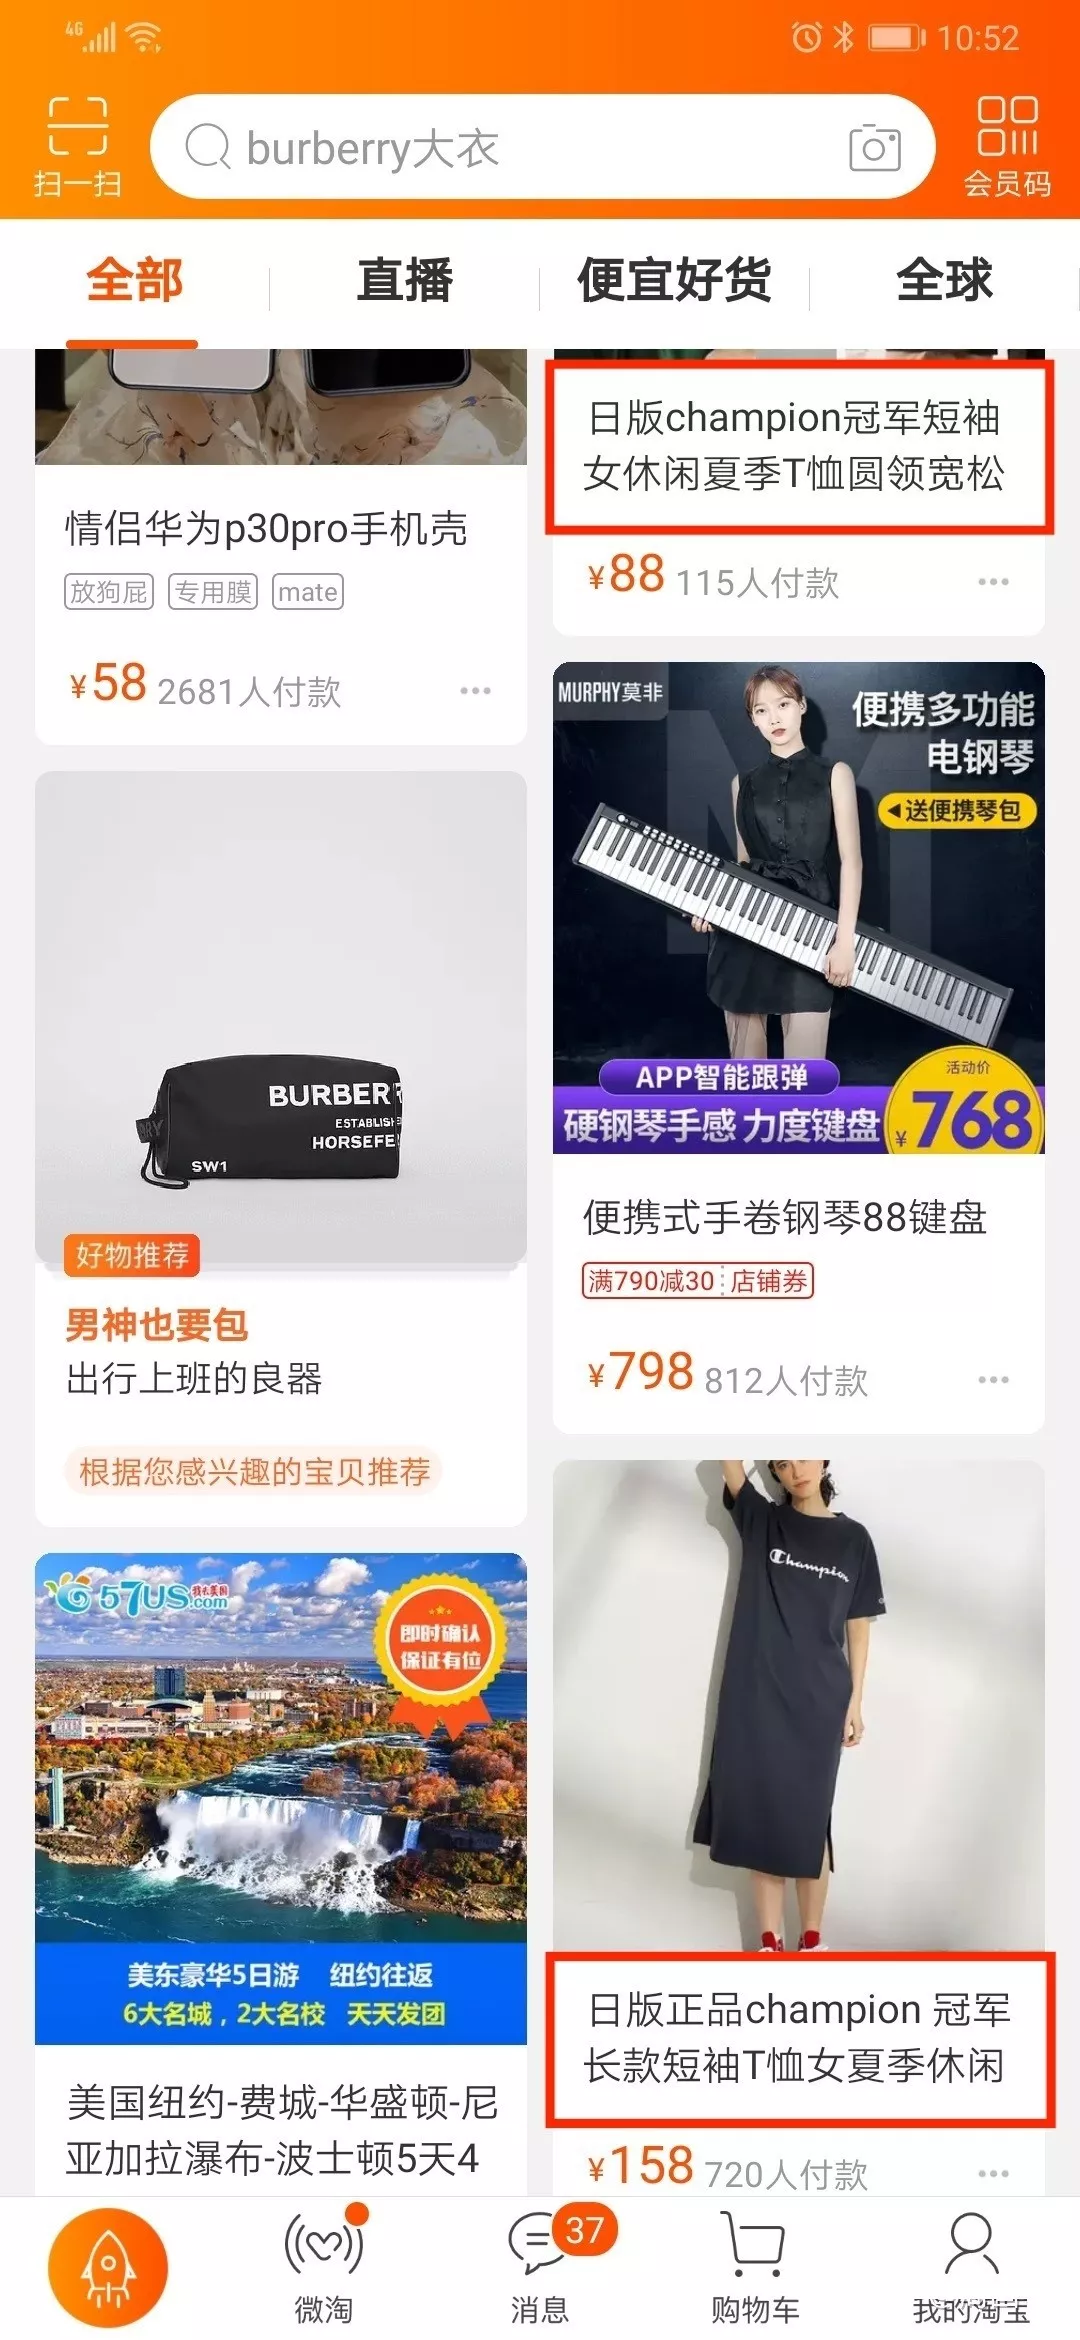 4G
10:52
扫一扫
burberry大衣
会员码
全部
直播
便宜好货
全球
情侣华为p30pro手机壳
放狗屁 专用膜 mate
¥58 2681人付款
BURBER
ESTABLISH
HORSEFE
SW1
好物推荐
男神也要包
出行上班的良器
根据您感兴趣的宝贝推荐
57US.com
我去美国
即时确认
保证有位
美东豪华5日游 纽约往返
6大名城，2大名校 天天发团
美国纽约-费城-华盛顿-尼
亚加拉瀑布-波士顿5天4
日版champion冠军短袖
女休闲夏季T恤圆领宽松
¥88 115人付款
MURPHY莫非
便携多功能
电钢琴
送便携琴包
APP智能跟弹
硬钢琴手感 力度键盘
活动价
¥768
便携式手卷钢琴88键盘
满790减30 店铺券
¥798 812人付款
Champion
日版正品champion 冠军
长款短袖T恤女夏季休闲
¥158 720人付款
微淘
37
消息
购物车
我的淘宝